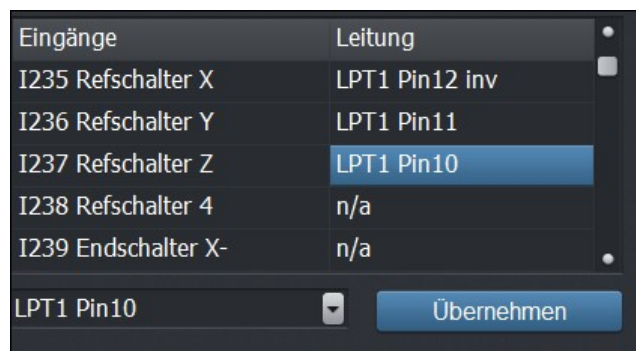 Eingänge Leitung
I235 Refschalter X LPT1 Pin12 inv
I236 Refschalter Y LPT1 Pin11
I237 Refschalter Z LPT1 Pin10
I238 Refschalter 4 n/a
I239 Endschalter X- n/a
LPT1 Pin10 Übernehmen